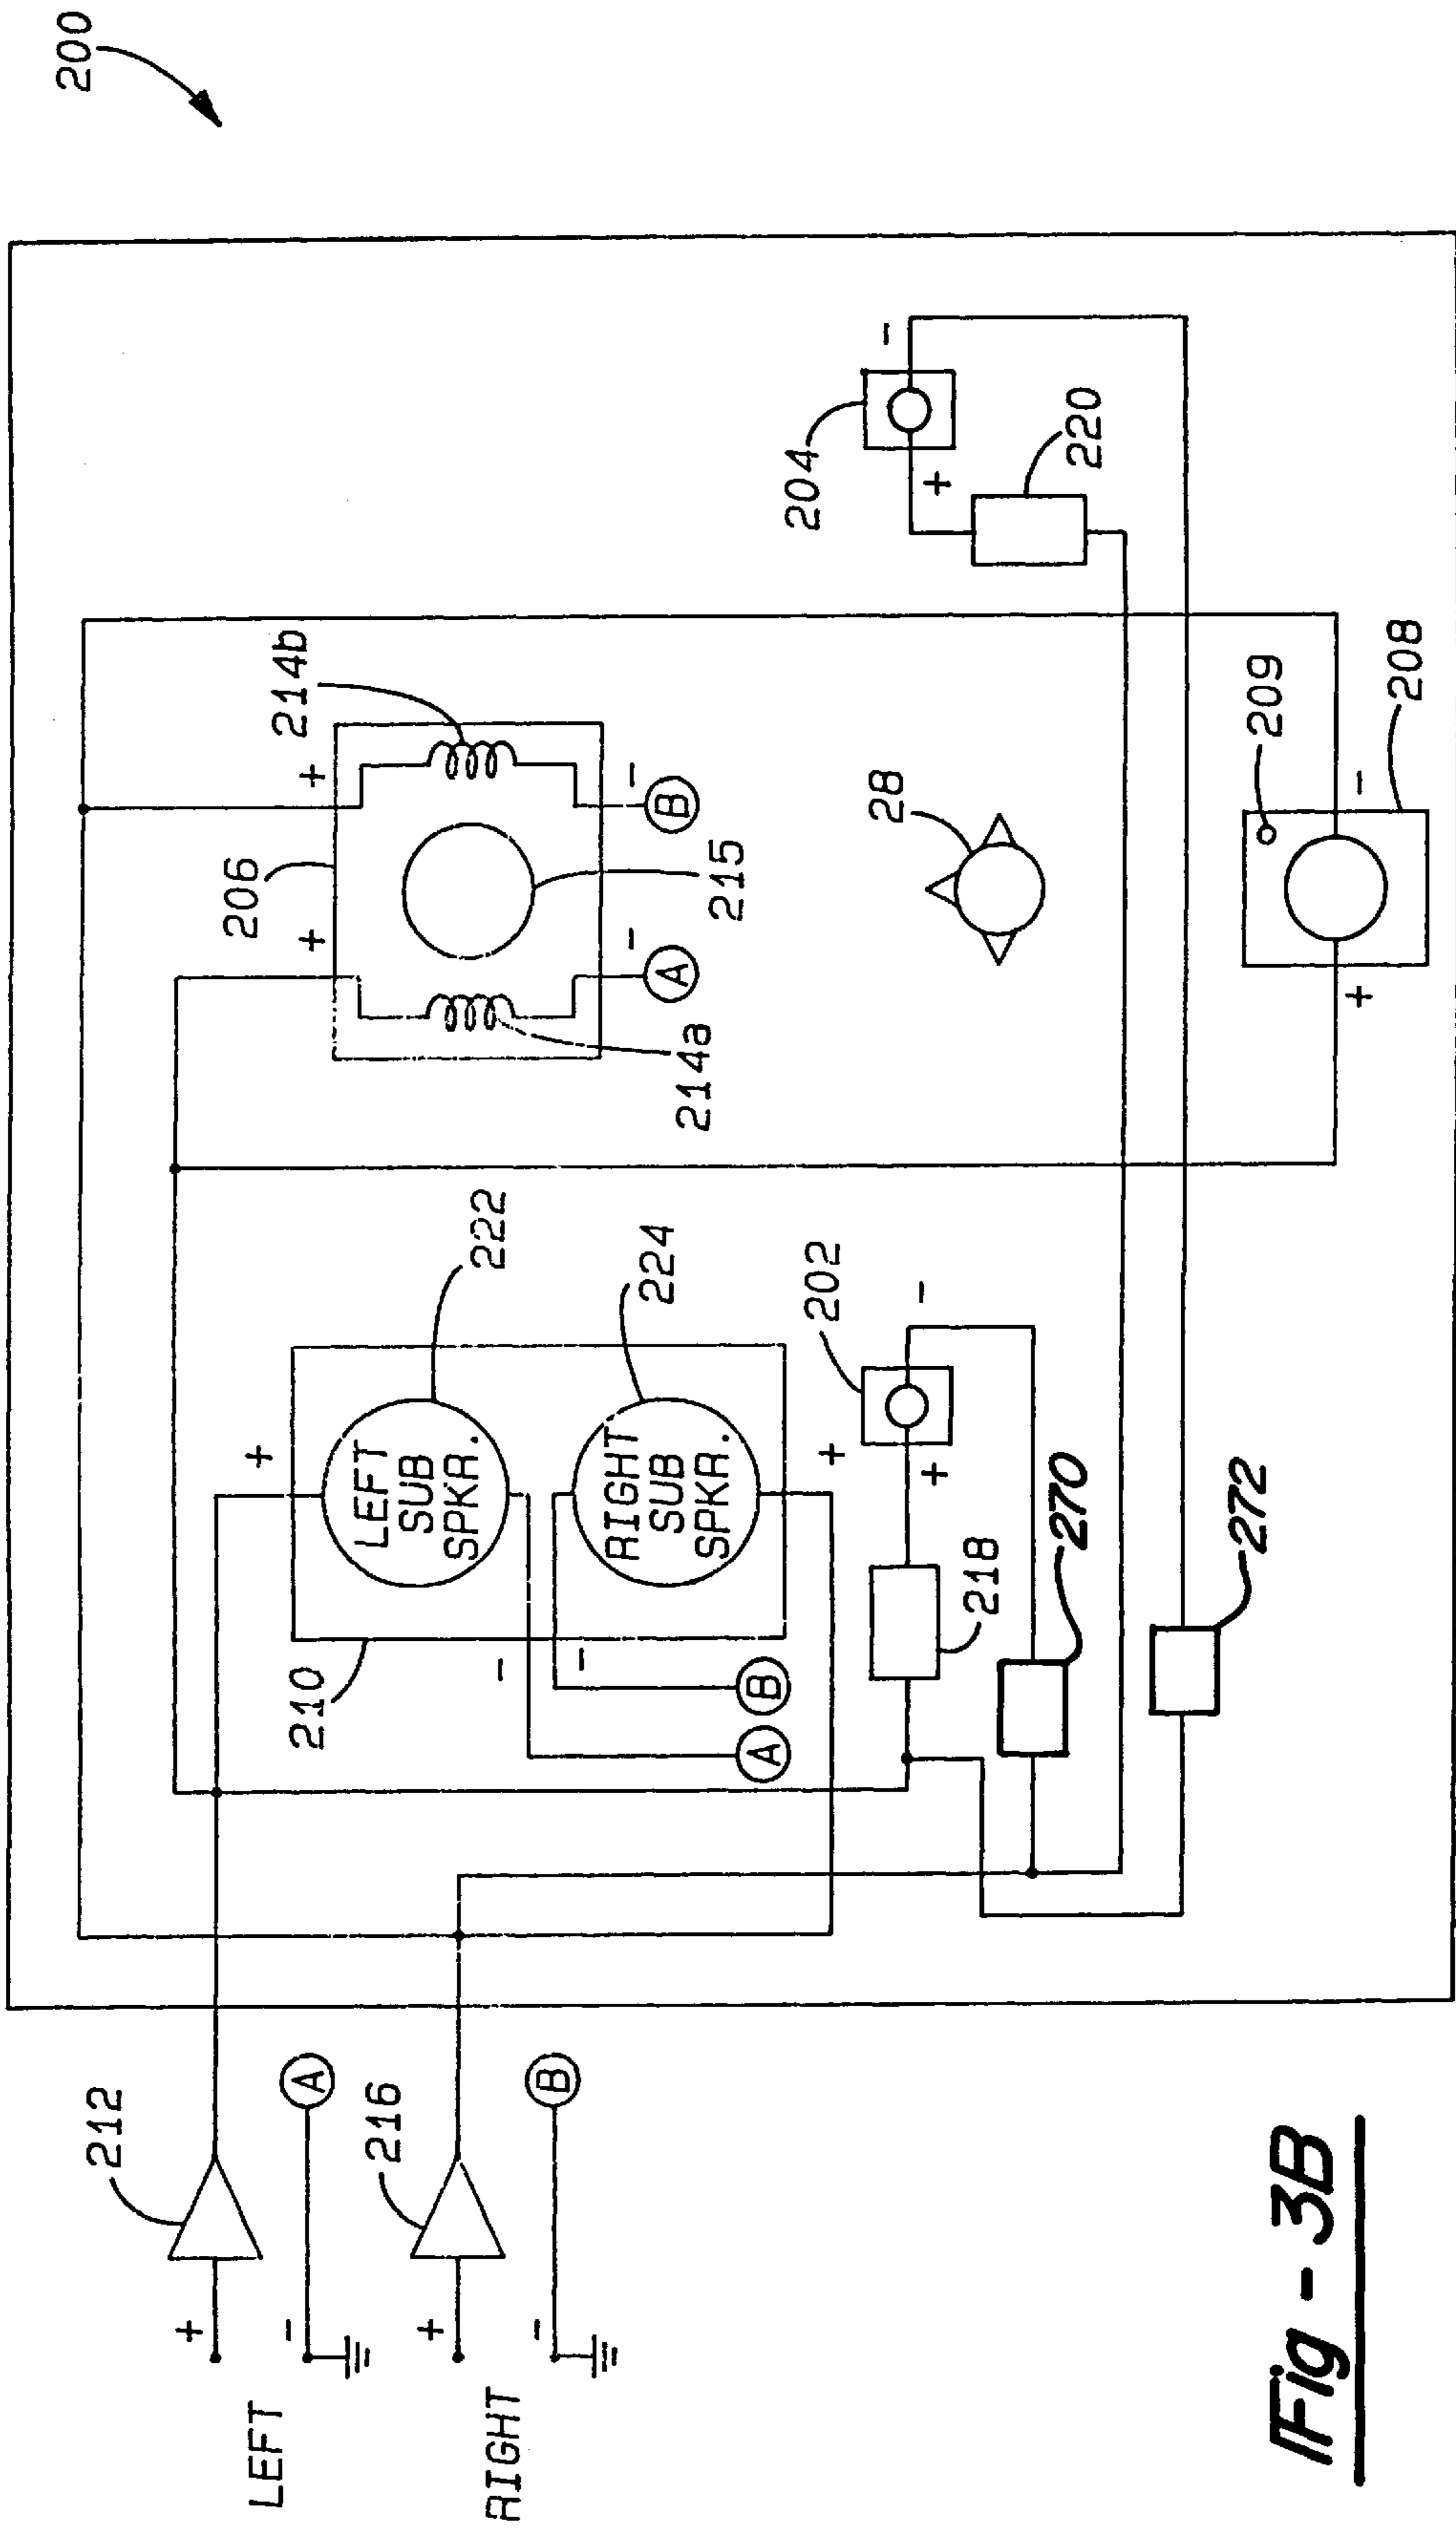 200
212
LEFT
+
-
A
216
RIGHT
+
-
B
210
+
LEFT
SUB
SPKR.
222
-
RIGHT
SUB
SPKR.
224
-
+
A
B
206
+
+
214b
214a
215
-
-
A
B
202
+
-
218
204
+
-
220
28
270
272
209
208
+
-
Fig - 3B